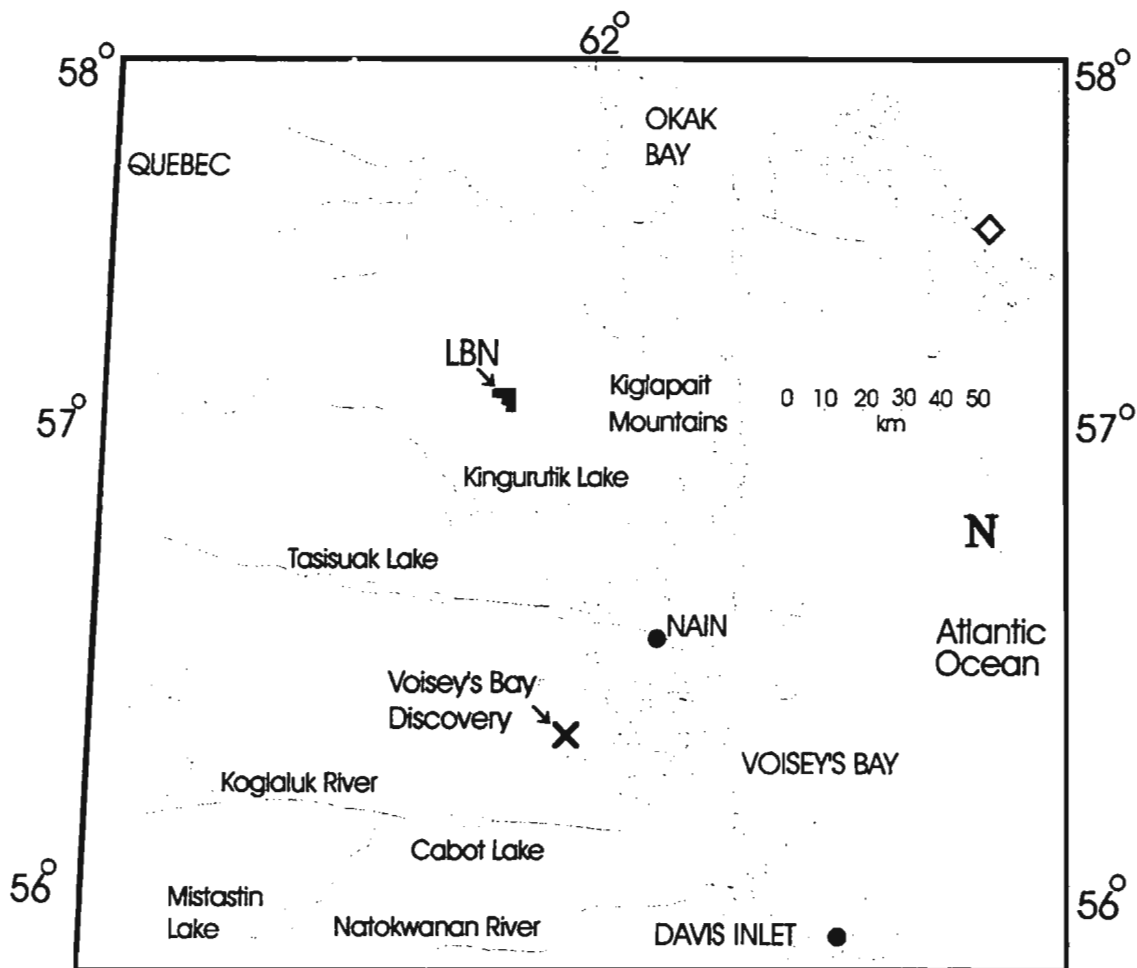 62°
58°
58°
OKAK
BAY
QUEBEC
LBN
Kiglapait
Mountains
0 10 20 30 40 50
km
57°
57°
Kingurutik Lake
N
Tasisuak Lake
NAIN
Atlantic
Ocean
Voisey's Bay
Discovery
VOISEY'S BAY
Koglaluk River
Cabot Lake
56°
56°
Mistastin
Lake
Natokwanan River
DAVIS INLET